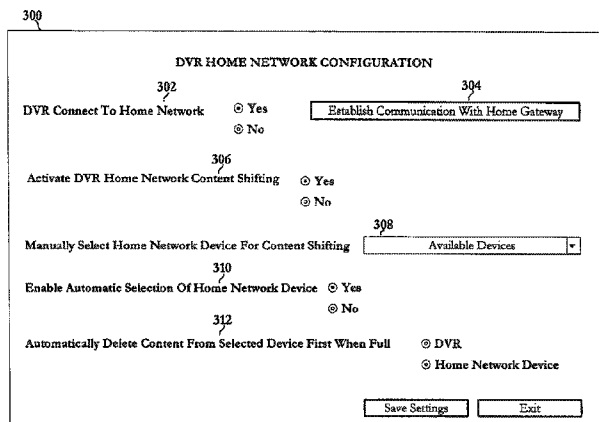 300
DVR HOME NETWORK CONFIGURATION
302
304
DVR Connect To Home Network
Yes
Establish Communication With Home Gateway
No
306
Activate DVR Home Network Content Shifting
Yes
No
308
Manually Select Home Network Device For Content Shifting
Available Devices
310
Enable Automatic Selection Of Home Network Device
Yes
No
312
Automatically Delete Content From Selected Device First When Full
DVR
Home Network Device
Save Settings
Exit